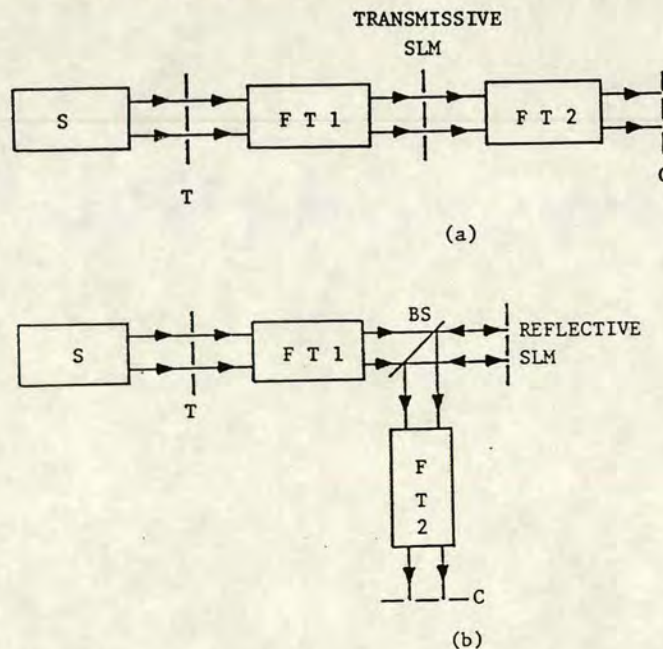 TRANSMISSIVE
SLM
S
F T 1
F T 2
T
C
(a)
BS
REFLECTIVE
SLM
S
F T 1
T
F
T
2
C
(b)